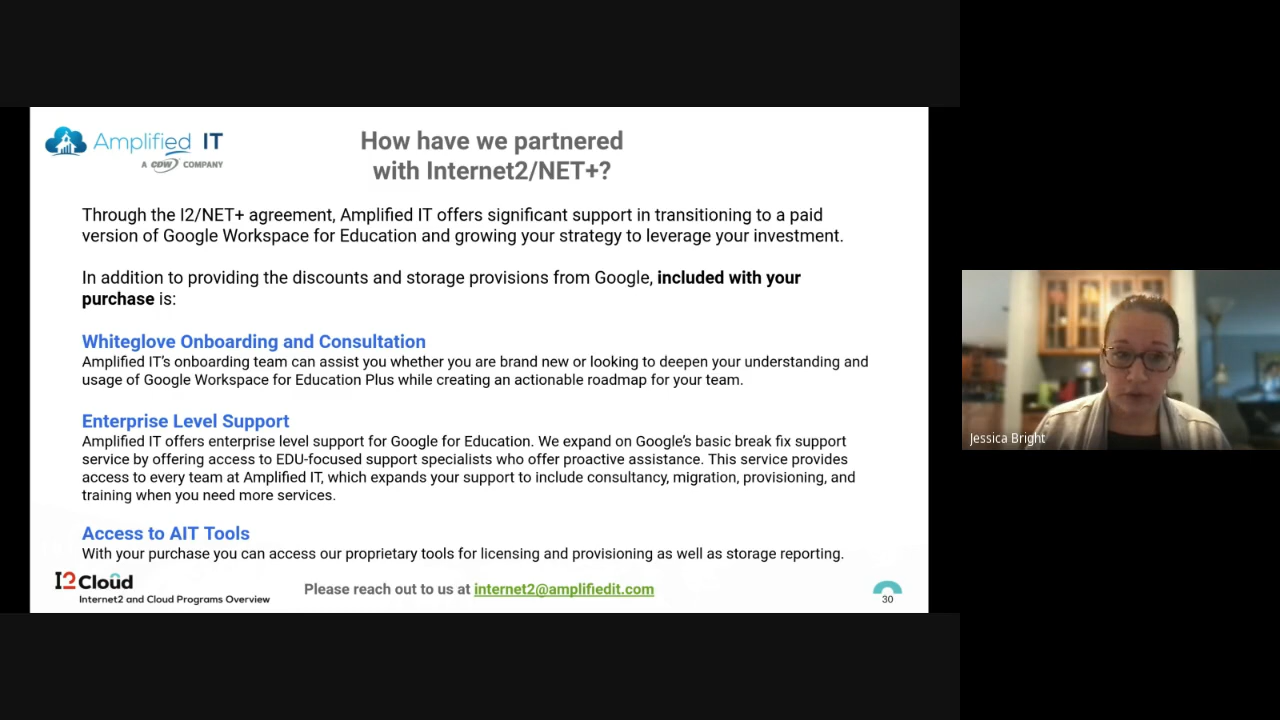 Amplified IT
A CDW COMPANY
How have we partnered
with Internet2/NET+?
Through the I2/NET+ agreement, Amplified IT offers significant support in transitioning to a paid
version of Google Workspace for Education and growing your strategy to leverage your investment.
In addition to providing the discounts and storage provisions from Google, included with your
purchase is:
Whiteglove Onboarding and Consultation
Amplified IT's onboarding team can assist you whether you are brand new or looking to deepen your understanding and
usage of Google Workspace for Education Plus while creating an actionable roadmap for your team.
Enterprise Level Support
Amplified IT offers enterprise level support for Google for Education. We expand on Google's basic break fix support
service by offering access to EDU-focused support specialists who offer proactive assistance. This service provides
access to every team at Amplified IT, which expands your support to include consultancy, migration, provisioning, and
training when you need more services.
Access to AIT Tools
With your purchase you can access our proprietary tools for licensing and provisioning as well as storage reporting.
I2 Cloud
Internet2 and Cloud Programs Overview
Please reach out to us at internet2@amplifiedit.com
30
Jessica Bright